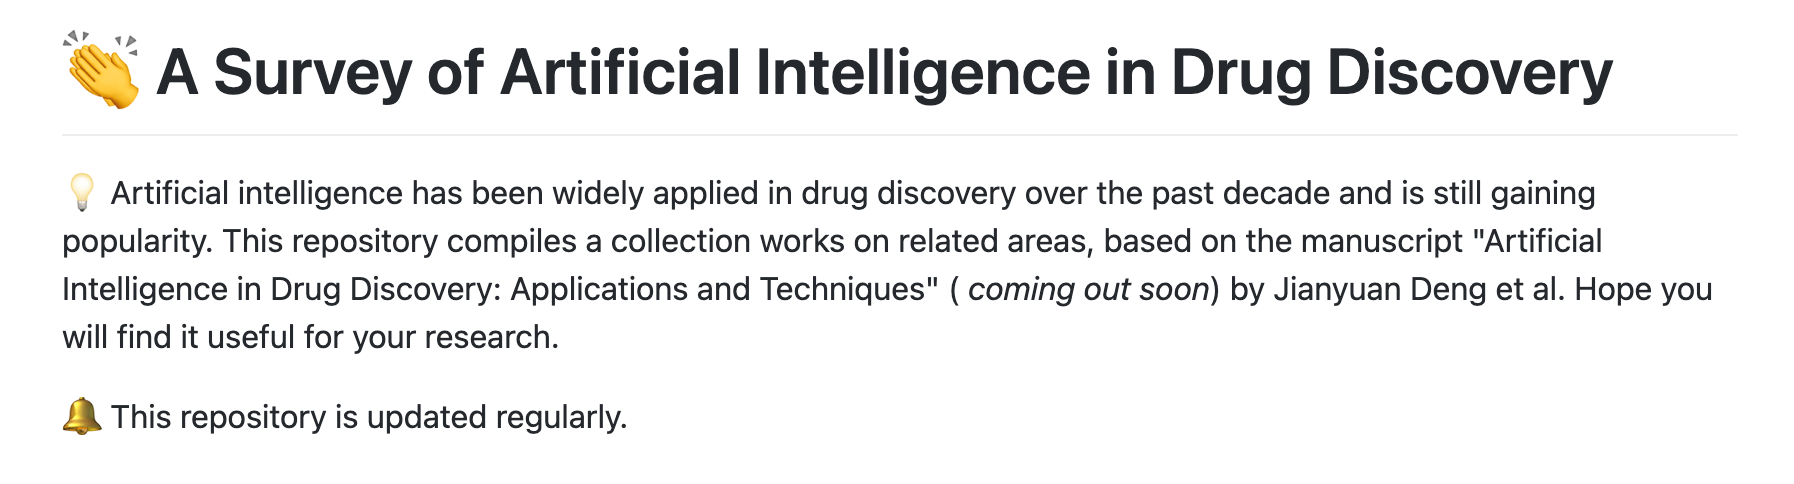 👏 A Survey of Artificial Intelligence in Drug Discovery
💡 Artificial intelligence has been widely applied in drug discovery over the past decade and is still gaining
popularity. This repository compiles a collection works on related areas, based on the manuscript "Artificial
Intelligence in Drug Discovery: Applications and Techniques" ( coming out soon) by Jianyuan Deng et al. Hope you
will find it useful for your research.
🔔 This repository is updated regularly.